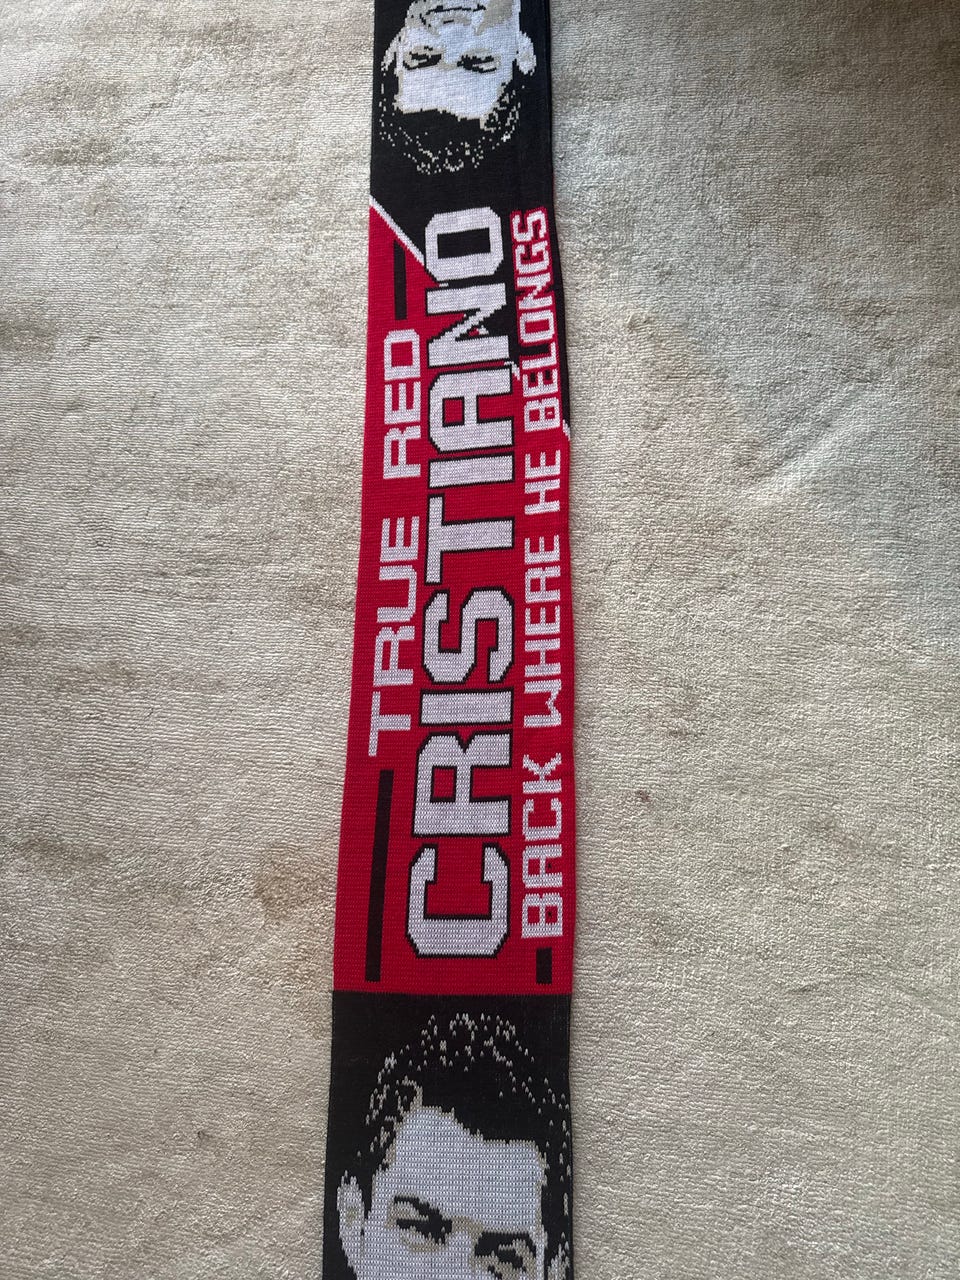 TRUE RED
CRISTIANO
BACK WHERE HE BELONGS